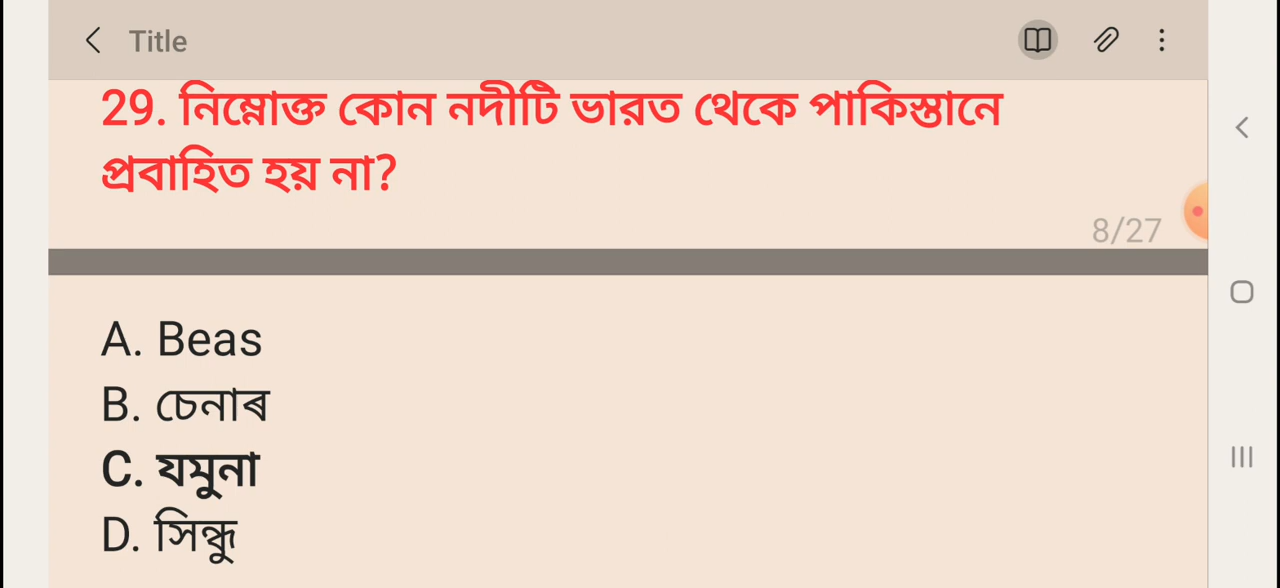 Title
29. নিম্নোক্ত কোন নদীটি ভারত থেকে পাকিস্তানে
প্রবাহিত হয় না?
8/27
A. Beas
B. চেনাৰ
C. যমুনা
D. সিন্ধু